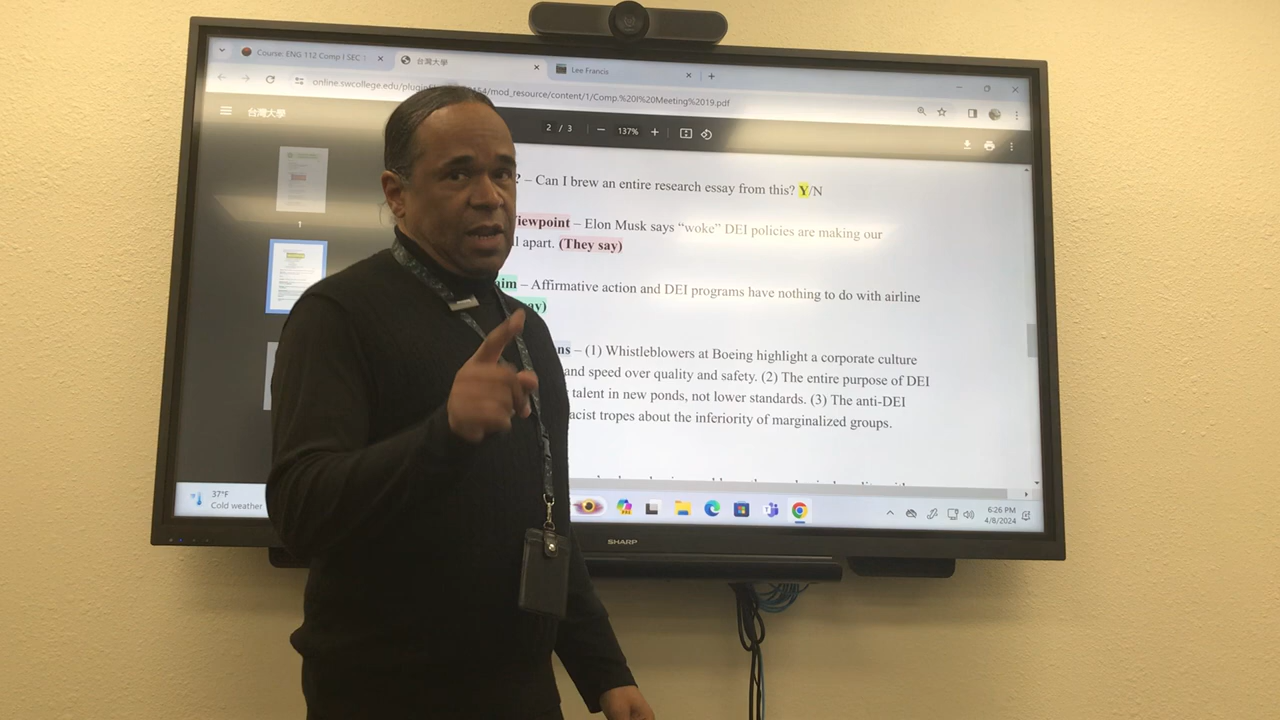 Course: ENG 112 Comp I SEC
台灣大學
Lee Francis
online.swcollege.edu/
/mod_resource/content/1/Comp.%20I%20Meeting%2019.pdf
台灣大學
2 / 3
137%
1
? – Can I brew an entire research essay from this? Y/N
iewpoint – Elon Musk says “woke” DEI policies are making our
l apart. (They say)
aim – Affirmative action and DEI programs have nothing to do with airline
ay)
ns – (1) Whistleblowers at Boeing highlight a corporate culture
and speed over quality and safety. (2) The entire purpose of DEI
talent in new ponds, not lower standards. (3) The anti-DEI
acist tropes about the inferiority of marginalized groups.
37°F
Cold weather
6:26 PM
4/8/2024
SHARP